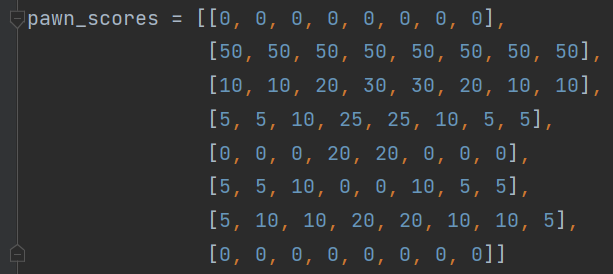 pawn_scores = [[0, 0, 0, 0, 0, 0, 0, 0],
[50, 50, 50, 50, 50, 50, 50, 50],
[10, 10, 20, 30, 30, 20, 10, 10],
[5, 5, 10, 25, 25, 10, 5, 5],
[0, 0, 0, 20, 20, 0, 0, 0],
[5, 5, 10, 0, 0, 10, 5, 5],
[5, 10, 10, 20, 20, 10, 10, 5],
[0, 0, 0, 0, 0, 0, 0, 0]]